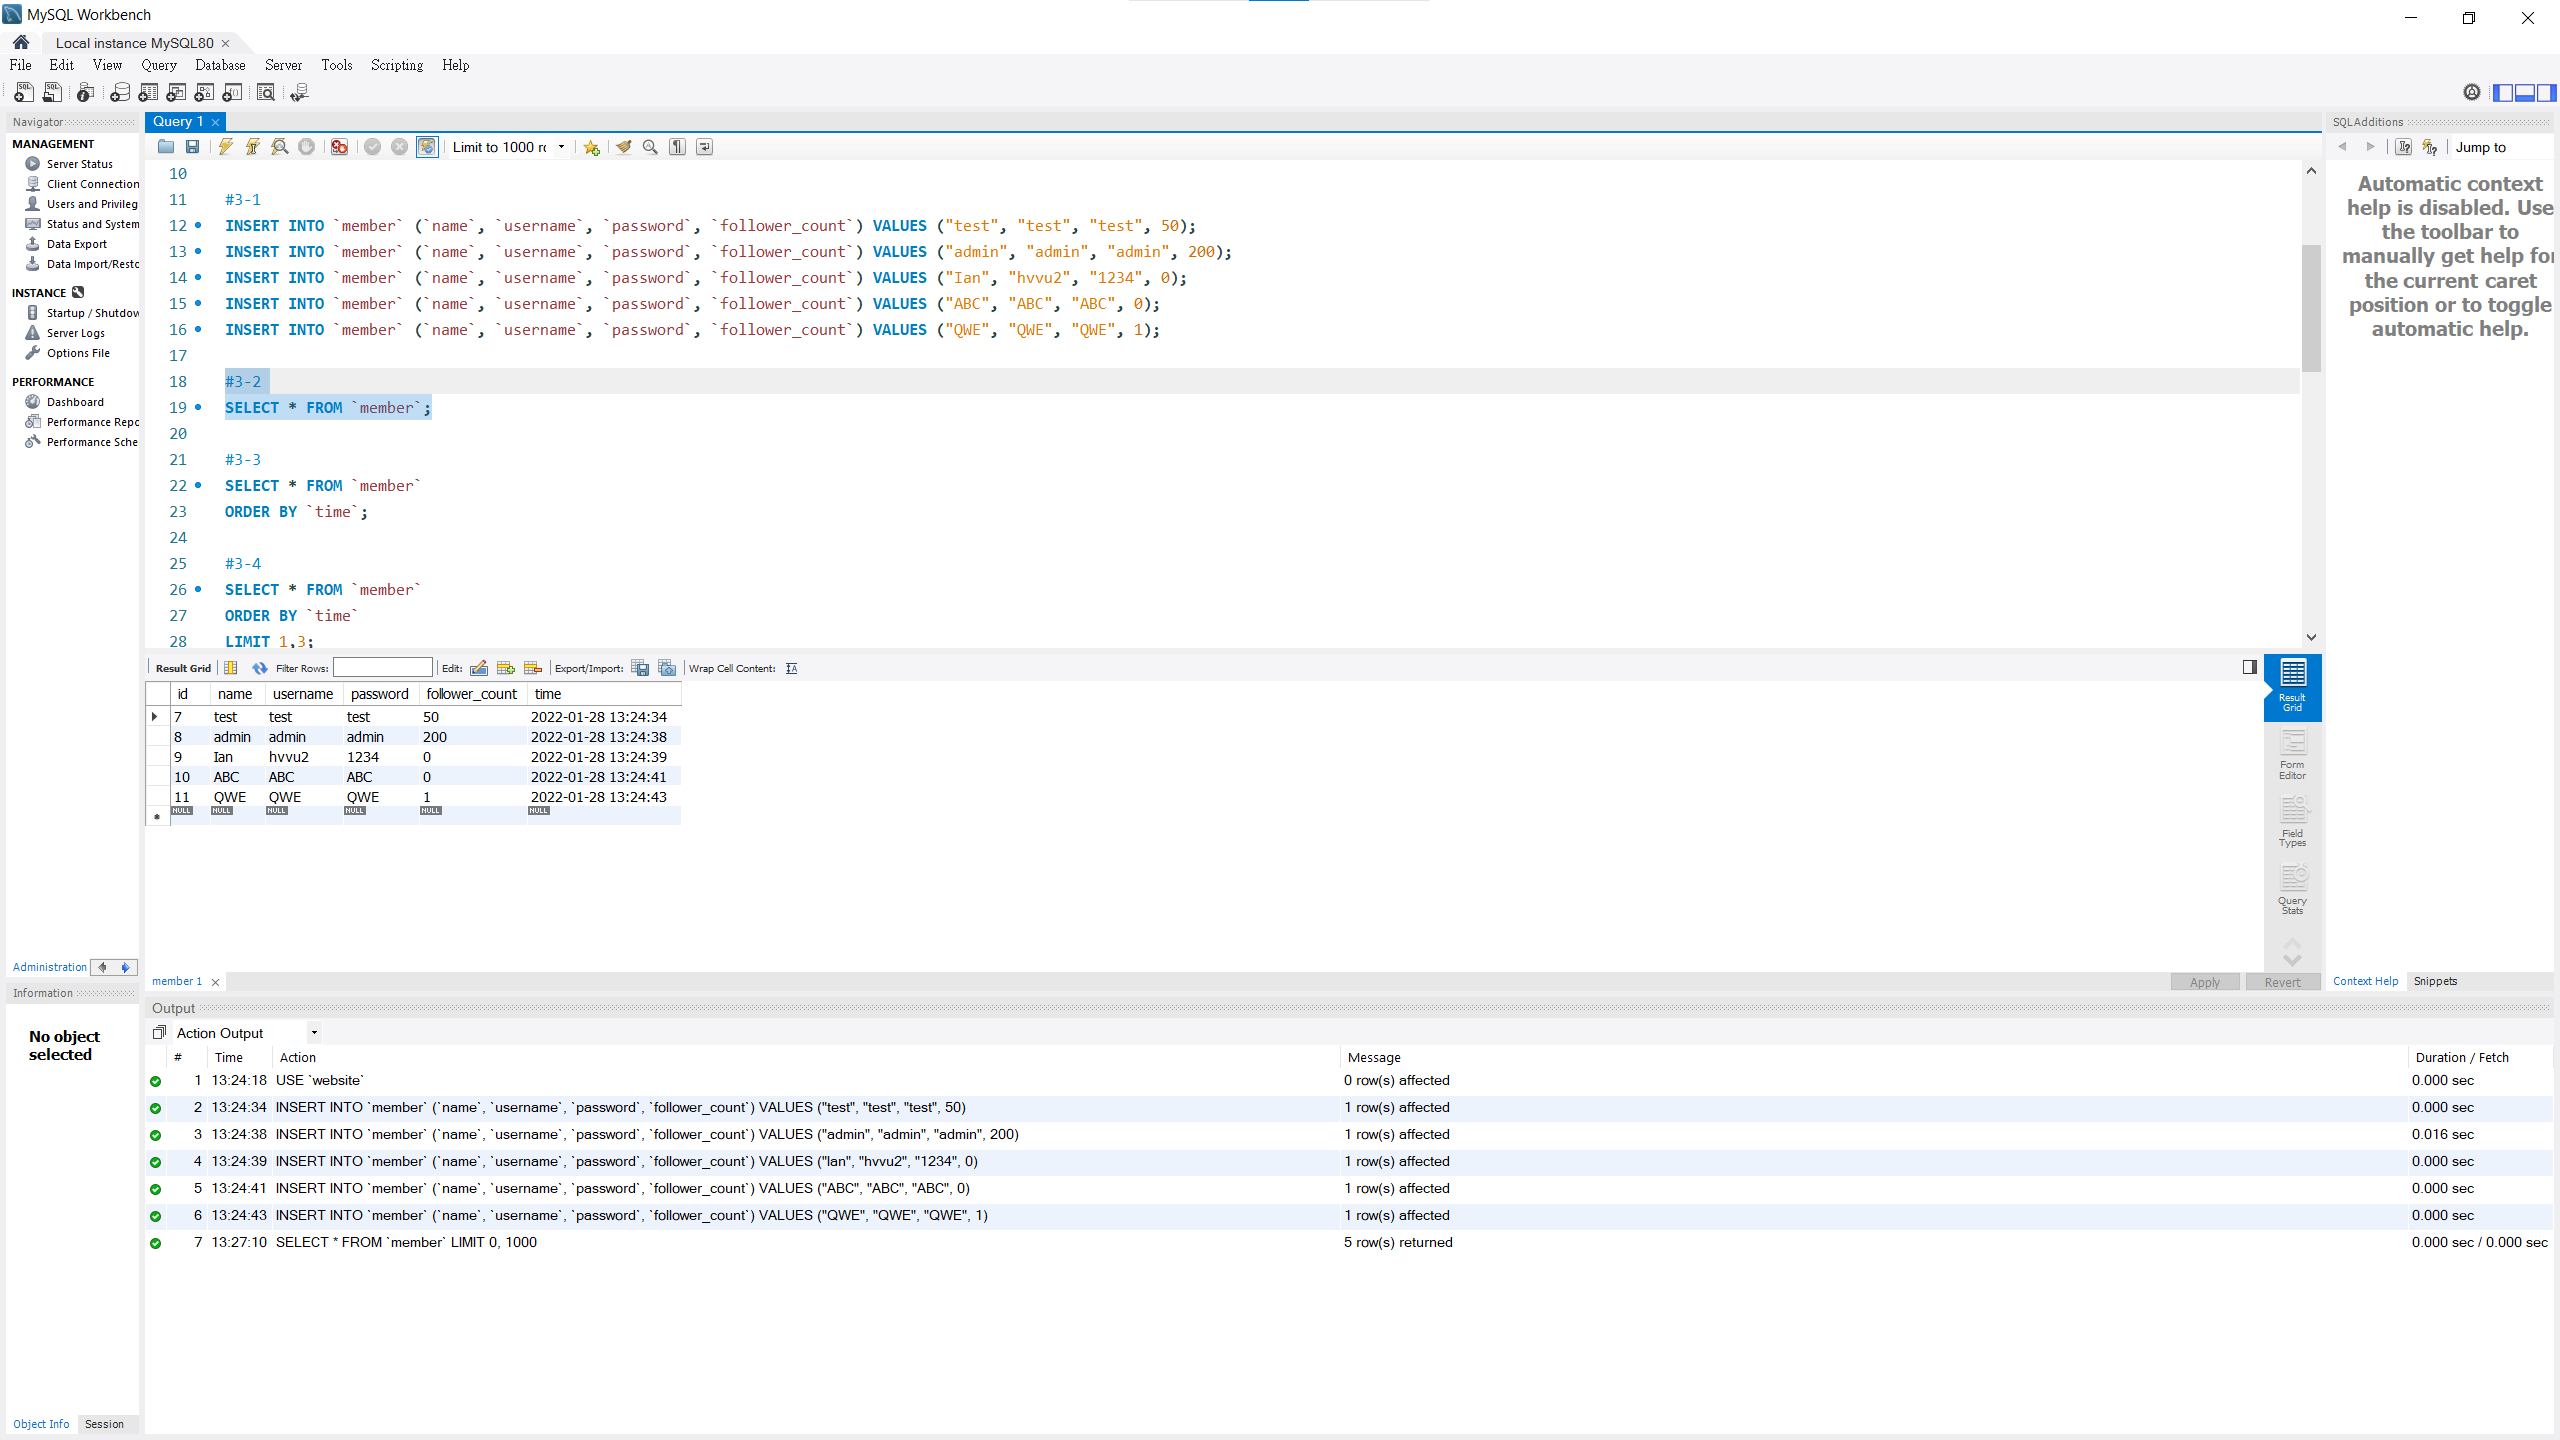 MySQL Workbench
Local instance MySQL80
File Edit View Query Database Server Tools Scripting Help
Navigator
MANAGEMENT
Server Status
Client Connection
Users and Privileg
Status and System
Data Export
Data Import/Resto
INSTANCE
Startup / Shutdow
Server Logs
Options File
PERFORMANCE
Dashboard
Performance Repo
Performance Sche
Administration
Information
No object
selected
Object Info Session
Query 1
Limit to 1000 ro
10
11 #3-1
12 INSERT INTO `member` (`name`, `username`, `password`, `follower_count`) VALUES ("test", "test", "test", 50);
13 INSERT INTO `member` (`name`, `username`, `password`, `follower_count`) VALUES ("admin", "admin", "admin", 200);
14 INSERT INTO `member` (`name`, `username`, `password`, `follower_count`) VALUES ("Ian", "hvvu2", "1234", 0);
15 INSERT INTO `member` (`name`, `username`, `password`, `follower_count`) VALUES ("ABC", "ABC", "ABC", 0);
16 INSERT INTO `member` (`name`, `username`, `password`, `follower_count`) VALUES ("QWE", "QWE", "QWE", 1);
17
18 #3-2
19 SELECT * FROM `member`;
20
21 #3-3
22 SELECT * FROM `member`
23 ORDER BY `time`;
24
25 #3-4
26 SELECT * FROM `member`
27 ORDER BY `time`
28 LIMIT 1,3;
Result Grid Filter Rows: Edit: Export/Import: Wrap Cell Content:
id name username password follower_count time
7 test test test 50 2022-01-28 13:24:34
8 admin admin admin 200 2022-01-28 13:24:38
9 Ian hvvu2 1234 0 2022-01-28 13:24:39
10 ABC ABC ABC 0 2022-01-28 13:24:41
11 QWE QWE QWE 1 2022-01-28 13:24:43
NULL NULL NULL NULL NULL NULL
Result
Grid
Form
Editor
Field
Types
Query
Stats
member 1
Apply Revert
SQLAdditions
Jump to
Automatic context
help is disabled. Use
the toolbar to
manually get help for
the current caret
position or to toggle
automatic help.
Context Help Snippets
Output
Action Output
# Time Action Message Duration / Fetch
1 13:24:18 USE `website` 0 row(s) affected 0.000 sec
2 13:24:34 INSERT INTO `member` (`name`, `username`, `password`, `follower_count`) VALUES ("test", "test", "test", 50) 1 row(s) affected 0.000 sec
3 13:24:38 INSERT INTO `member` (`name`, `username`, `password`, `follower_count`) VALUES ("admin", "admin", "admin", 200) 1 row(s) affected 0.016 sec
4 13:24:39 INSERT INTO `member` (`name`, `username`, `password`, `follower_count`) VALUES ("Ian", "hvvu2", "1234", 0) 1 row(s) affected 0.000 sec
5 13:24:41 INSERT INTO `member` (`name`, `username`, `password`, `follower_count`) VALUES ("ABC", "ABC", "ABC", 0) 1 row(s) affected 0.000 sec
6 13:24:43 INSERT INTO `member` (`name`, `username`, `password`, `follower_count`) VALUES ("QWE", "QWE", "QWE", 1) 1 row(s) affected 0.000 sec
7 13:27:10 SELECT * FROM `member` LIMIT 0, 1000 5 row(s) returned 0.000 sec / 0.000 sec